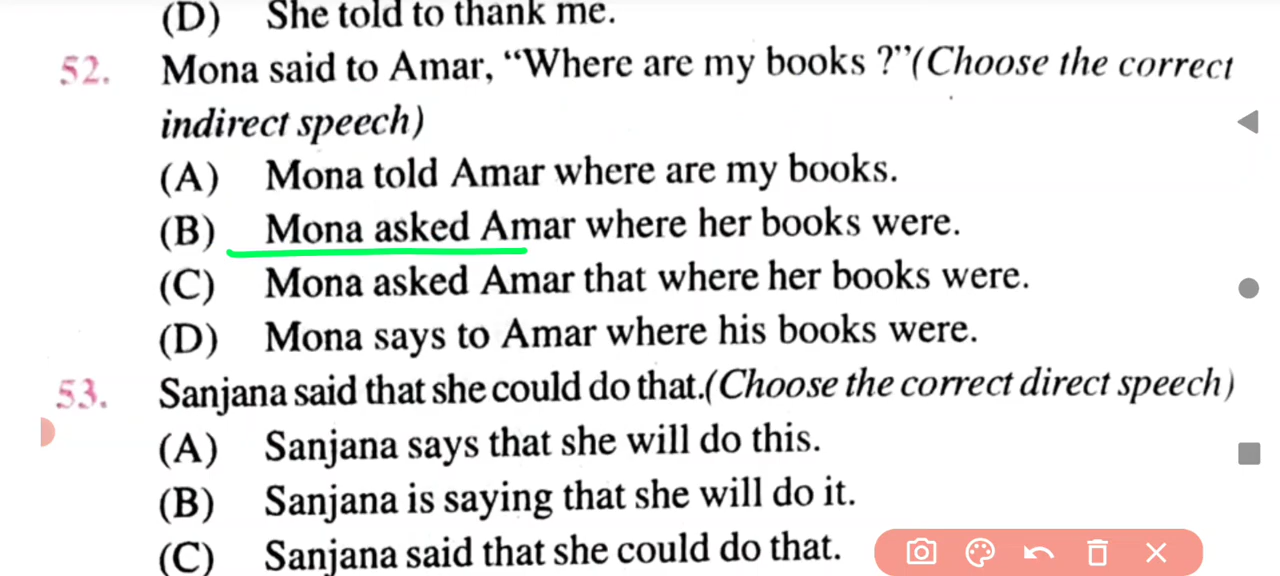 (D) She told to thank me.
52. Mona said to Amar, “Where are my books ?”(Choose the correct
indirect speech)
(A) Mona told Amar where are my books.
(B) Mona asked Amar where her books were.
(C) Mona asked Amar that where her books were.
(D) Mona says to Amar where his books were.
53. Sanjana said that she could do that.(Choose the correct direct speech)
(A) Sanjana says that she will do this.
(B) Sanjana is saying that she will do it.
(C) Sanjana said that she could do that.